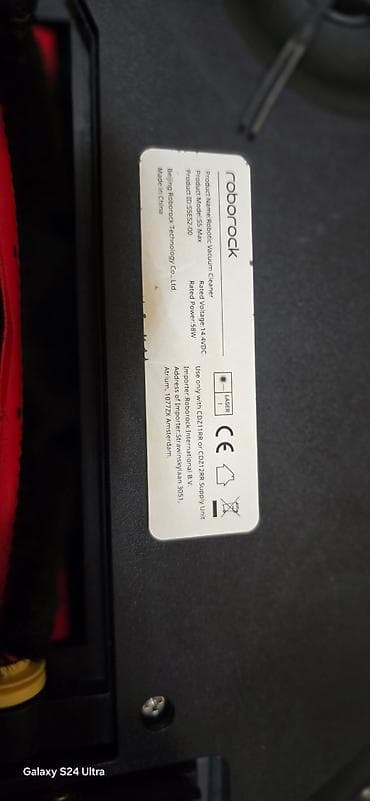 roborock
Product Name:Robotic Vacuum Cleaner
Product Model:S5 Max
Rated Voltage:14.4VDC
Product ID:S5E52-00
Rated Power:58W
Beijing Roborock Technology Co., Ltd.
Made in China
LASER
1
CE
Use only with CDZ11RR or CDZ12RR Supply Unit
Importer:Roborock International B.V.
Address of Importer:Strawinskylaan 3051,
Atrium, 1077ZX Amsterdam.
Galaxy S24 Ultra